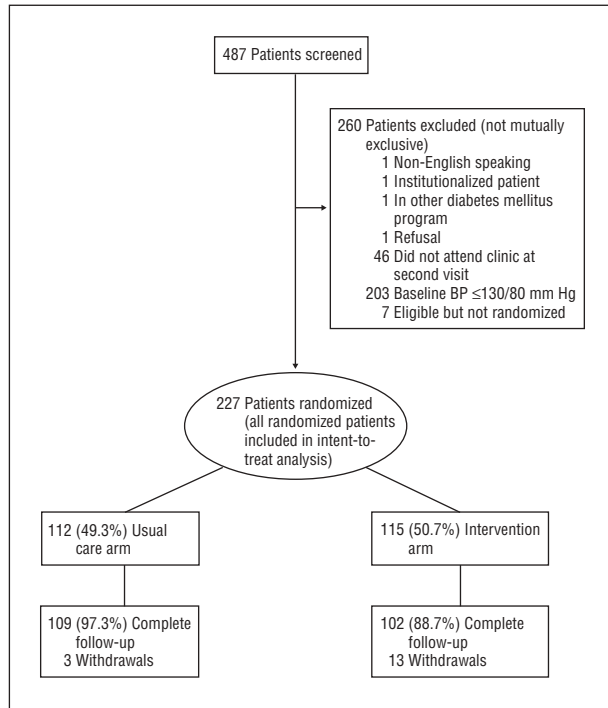 487 Patients screened
260 Patients excluded (not mutually
exclusive)
1 Non-English speaking
1 Institutionalized patient
1 In other diabetes mellitus
program
1 Refusal
46 Did not attend clinic at
second visit
203 Baseline BP ≤130/80 mm Hg
7 Eligible but not randomized
227 Patients randomized
(all randomized patients
included in intent-to-
treat analysis)
112 (49.3%) Usual
care arm
115 (50.7%) Intervention
arm
109 (97.3%) Complete
follow-up
3 Withdrawals
102 (88.7%) Complete
follow-up
13 Withdrawals